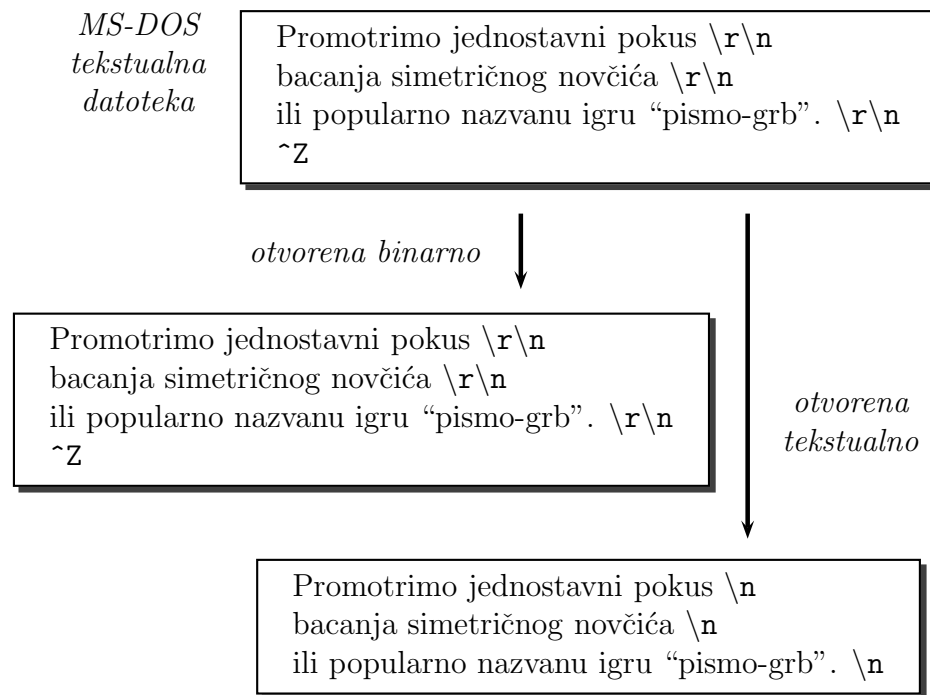 MS-DOS
tekstualna
datoteka
Promotrimo jednostavni pokus \r\n
bacanja simetričnog novčića \r\n
ili popularno nazvanu igru “pismo-grb”. \r\n
^Z
otvorena binarno
Promotrimo jednostavni pokus \r\n
bacanja simetričnog novčića \r\n
ili popularno nazvanu igru “pismo-grb”. \r\n
^Z
otvorena
tekstualno
Promotrimo jednostavni pokus \n
bacanja simetričnog novčića \n
ili popularno nazvanu igru “pismo-grb”. \n